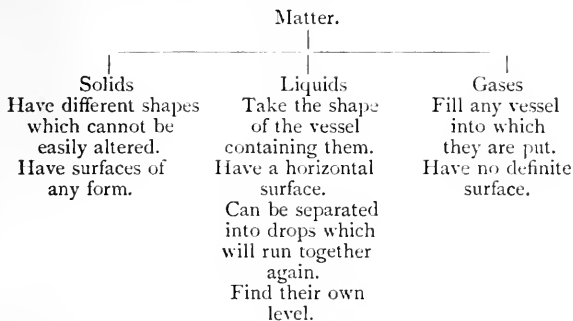 Matter.
Solids
Have different shapes
which cannot be
easily altered.
Have surfaces of
any form.
Liquids
Take the shape
of the vessel
containing them.
Have a horizontal
surface.
Can be separated
into drops which
will run together
again.
Find their own
level.
Gases
Fill any vessel
into which
they are put.
Have no definite
surface.